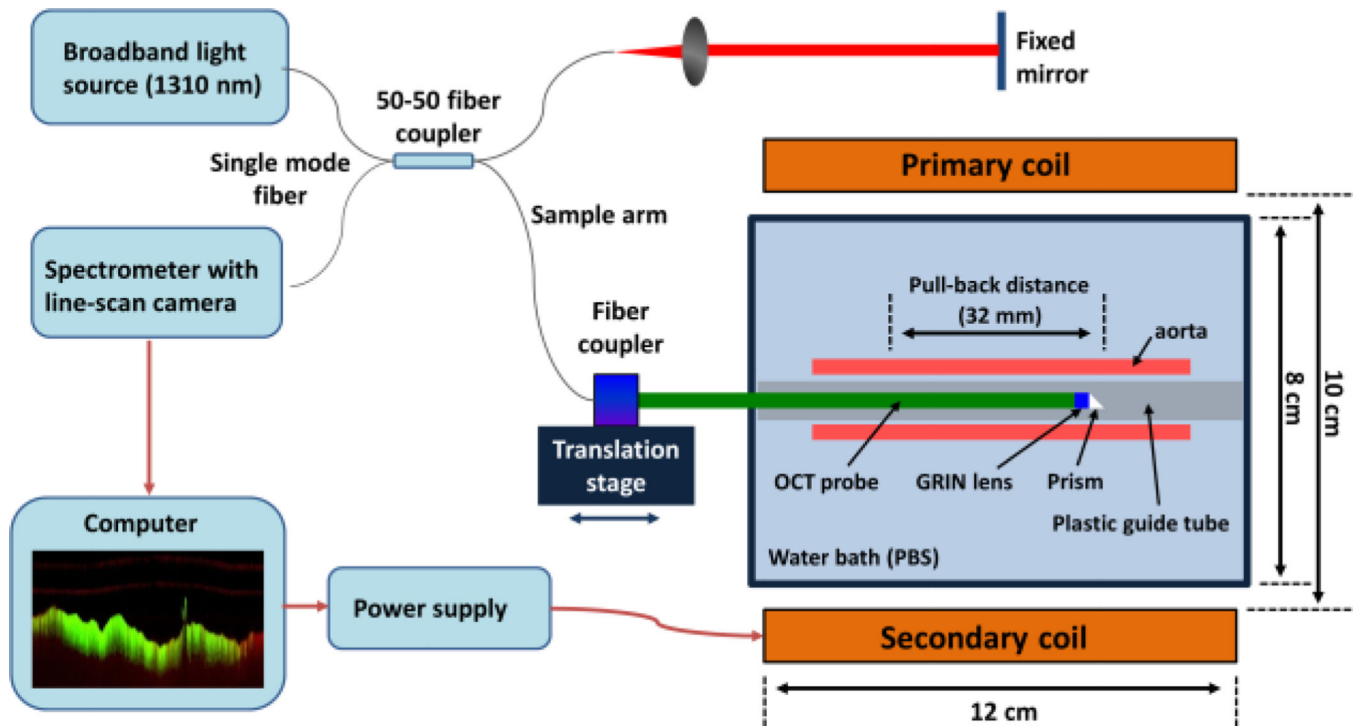 Broadband light
source (1310 nm)
50-50 fiber
coupler
Fixed
mirror
Single mode
fiber
Sample arm
Primary coil
Spectrometer with
line-scan camera
Pull-back distance
(32 mm)
Fiber
coupler
aorta
8 cm
10 cm
Translation
stage
OCT probe
GRIN lens
Prism
Plastic guide tube
Water bath (PBS)
Computer
Power supply
Secondary coil
12 cm